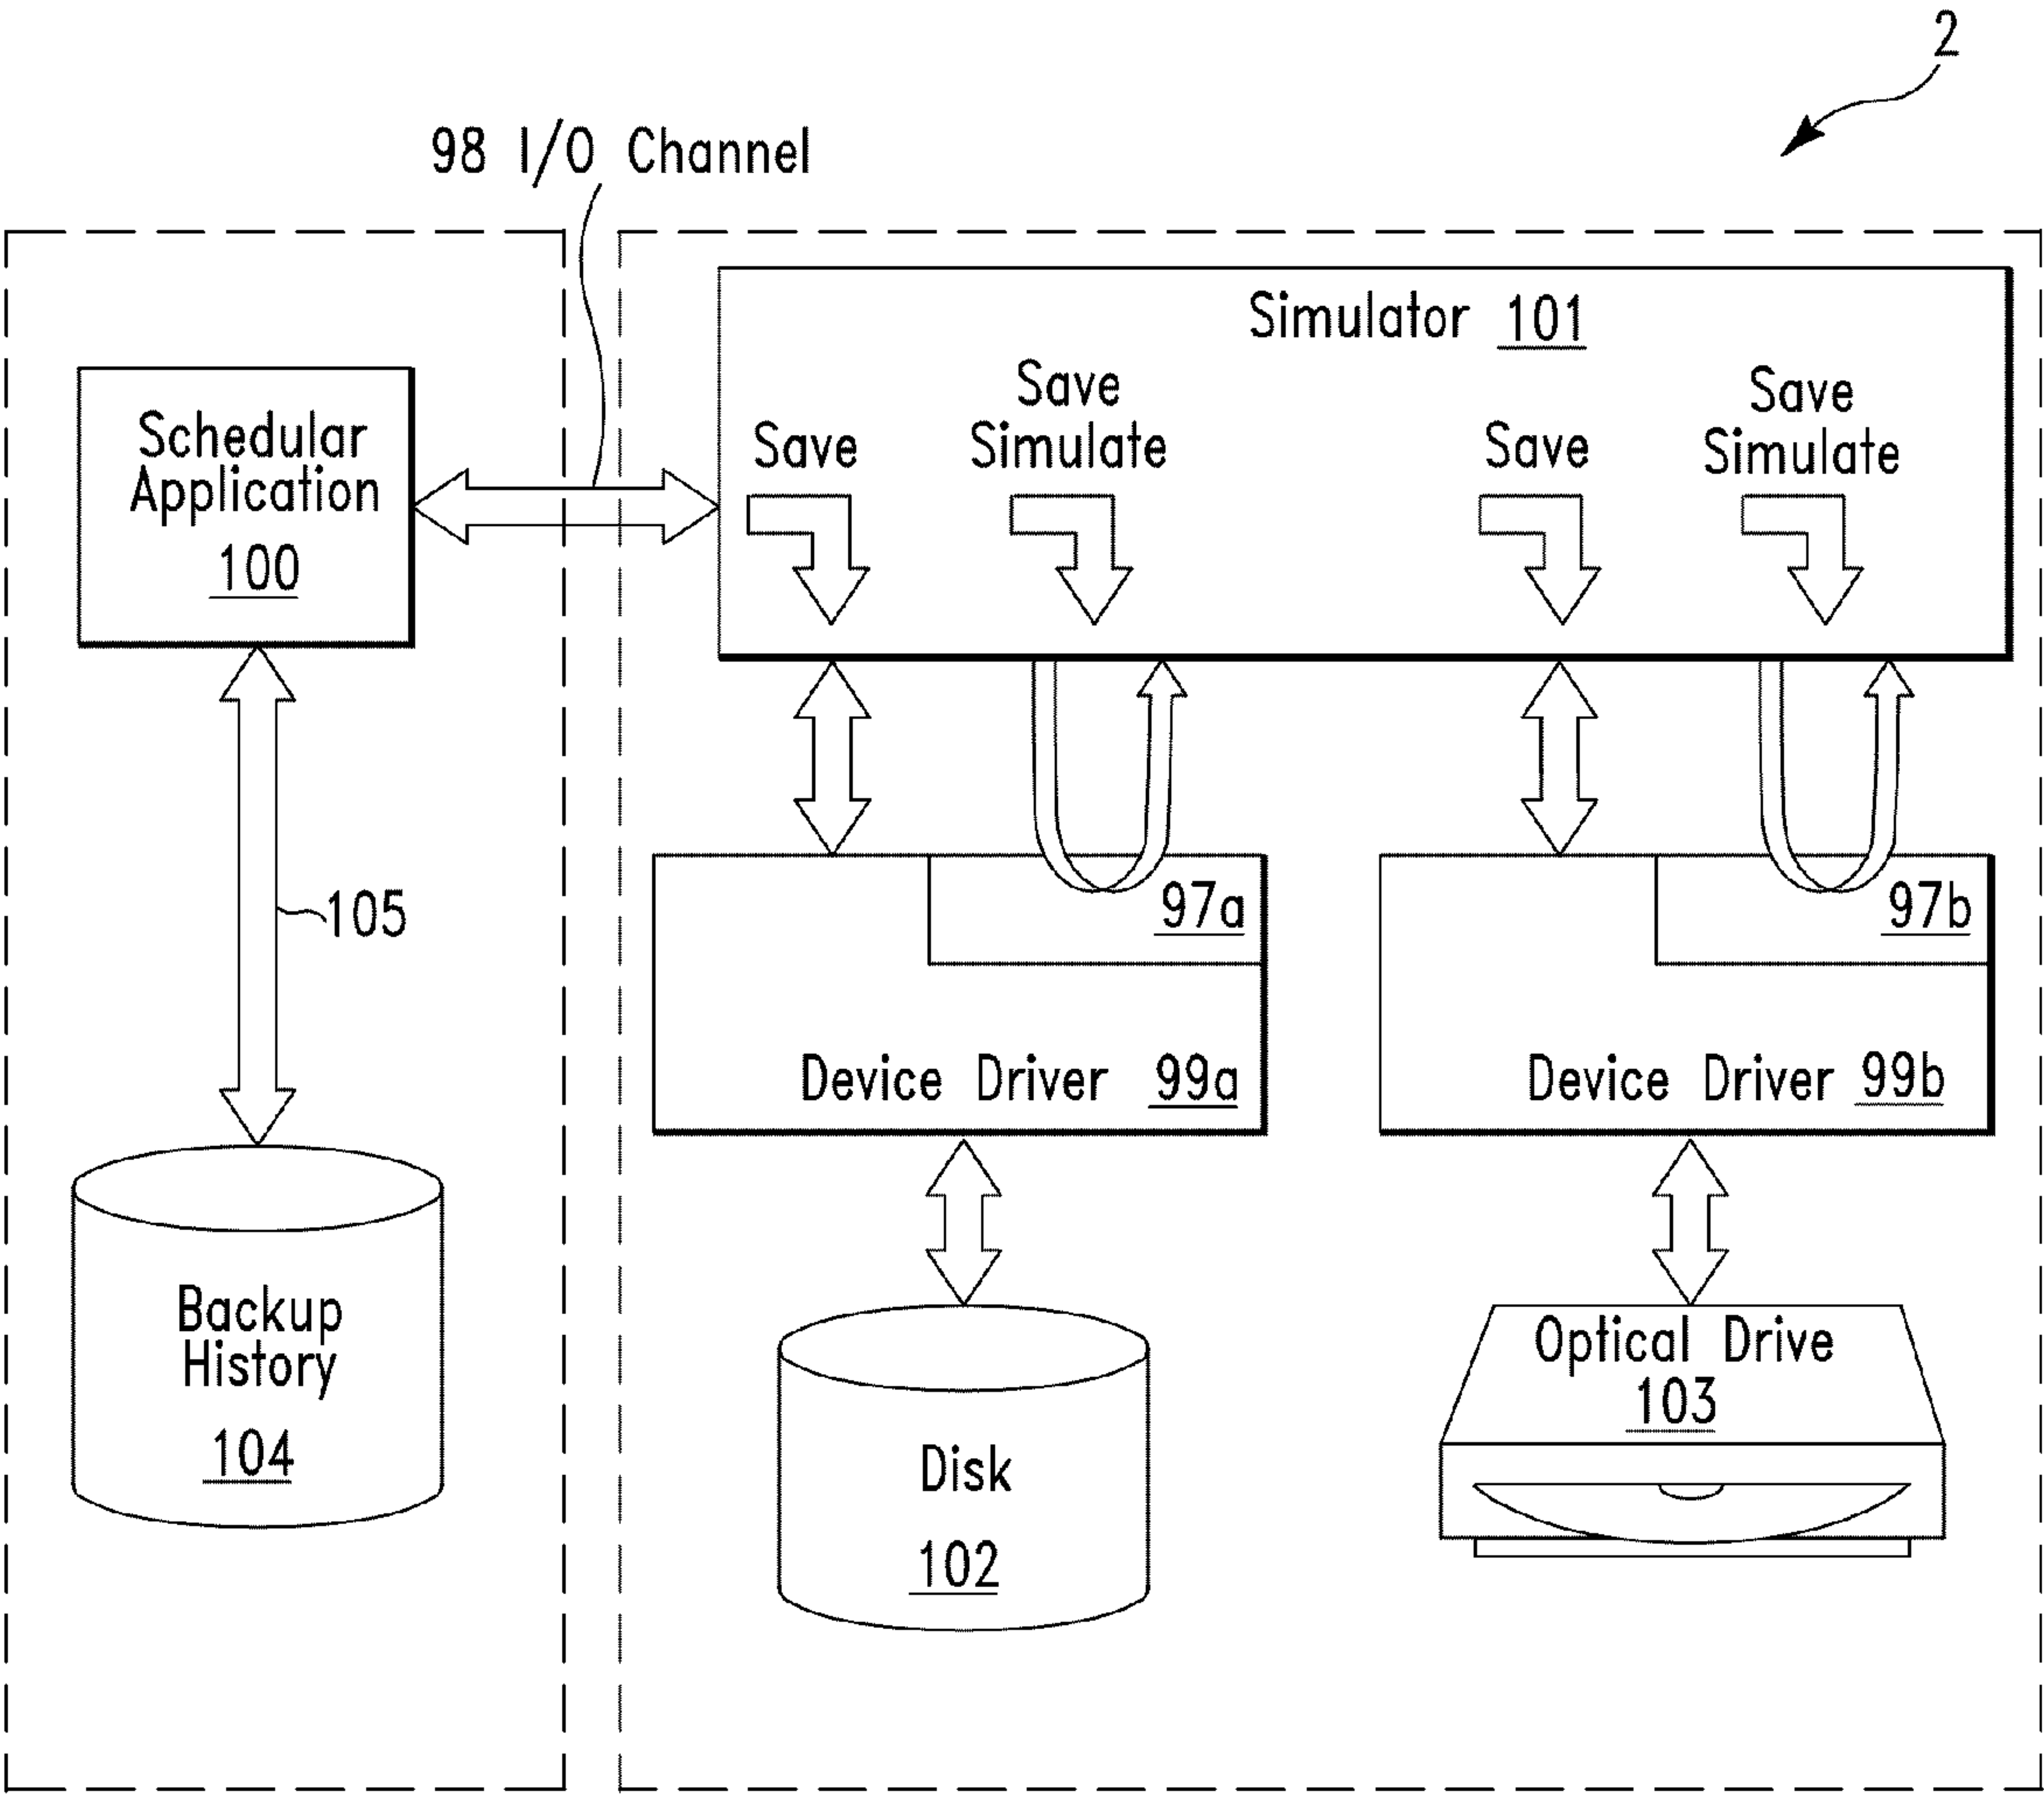 2
98 I/O Channel
Simulator 101
Schedular
Application
100
Save
Save
Simulate
Save
Save
Simulate
105
97a
97b
Device Driver 99a
Device Driver 99b
Backup
History
104
Disk
102
Optical Drive
103